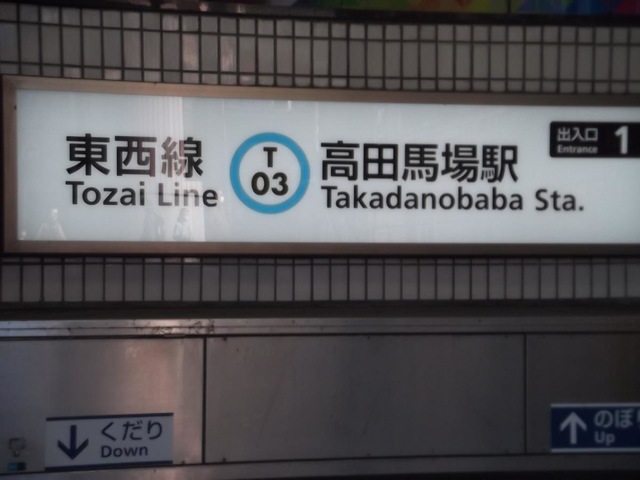 東西線
Tozai Line
T
03
高田馬場駅
Takadanobaba Sta.
出入口
Entrance
1
くだり
Down
のぼり
Up